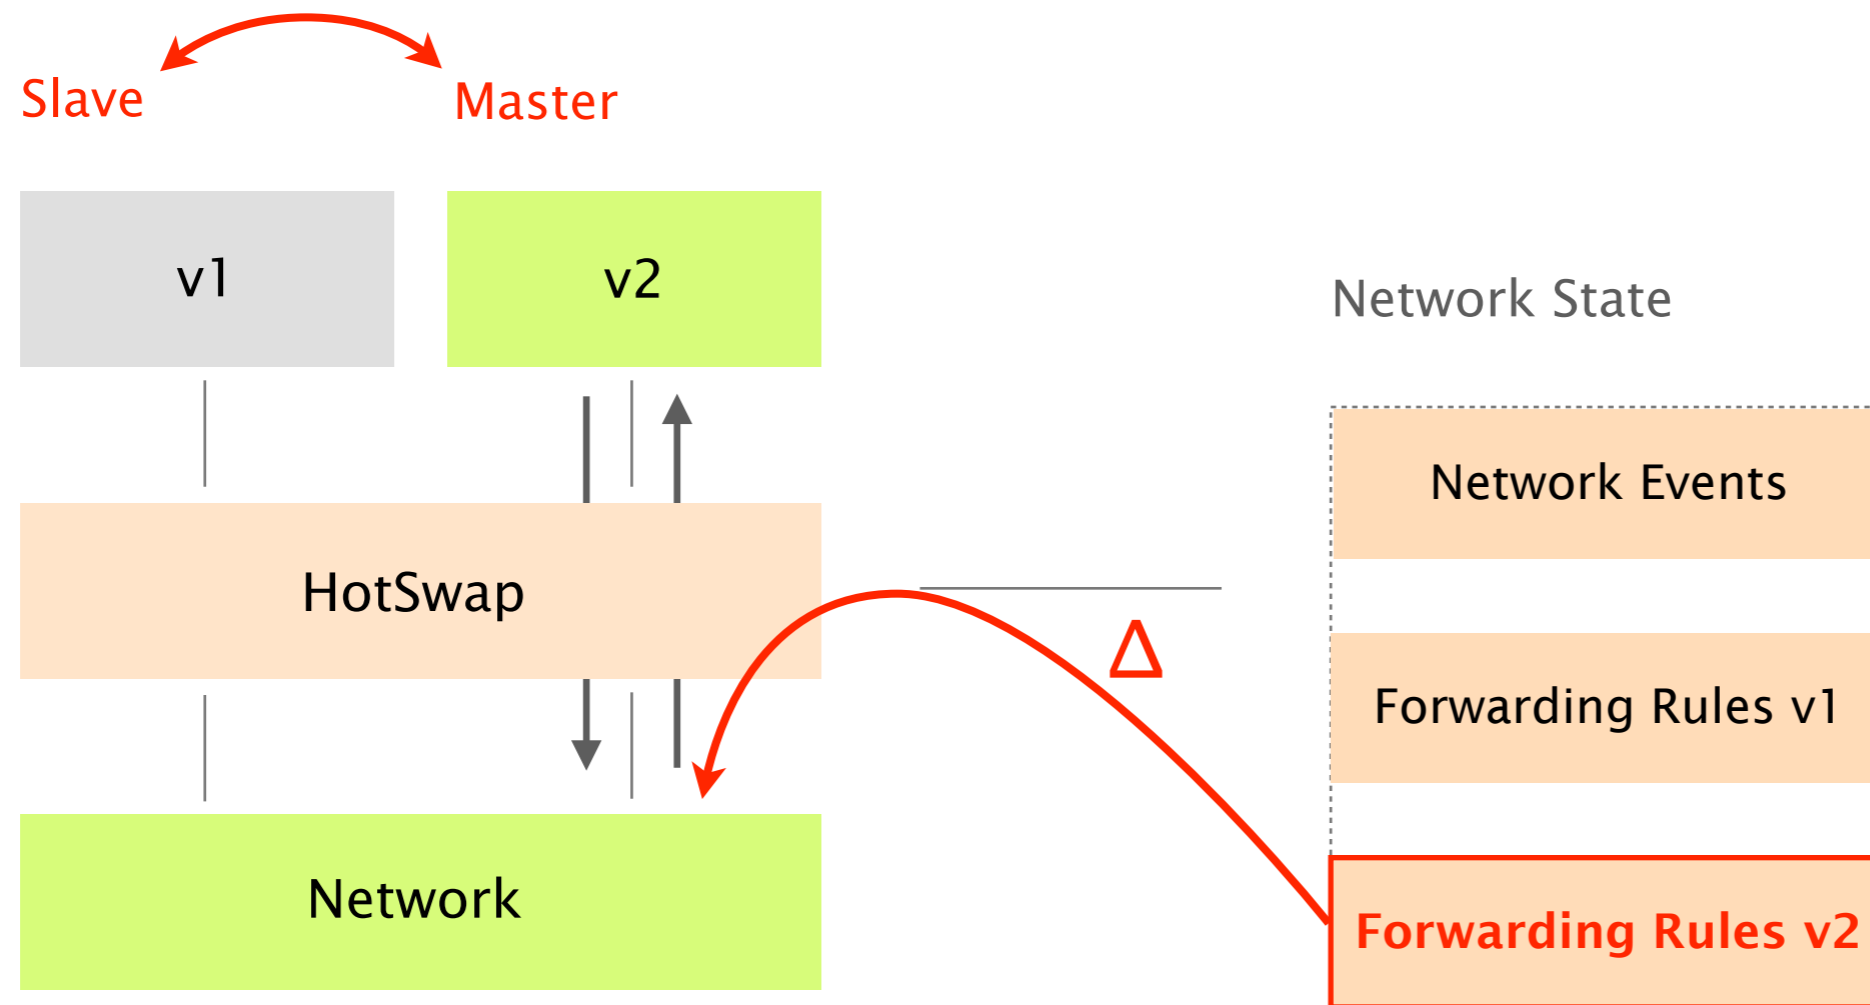 Slave
Master
v1
v2
Network State
Network Events
HotSwap
Δ
Forwarding Rules v1
Network
Forwarding Rules v2